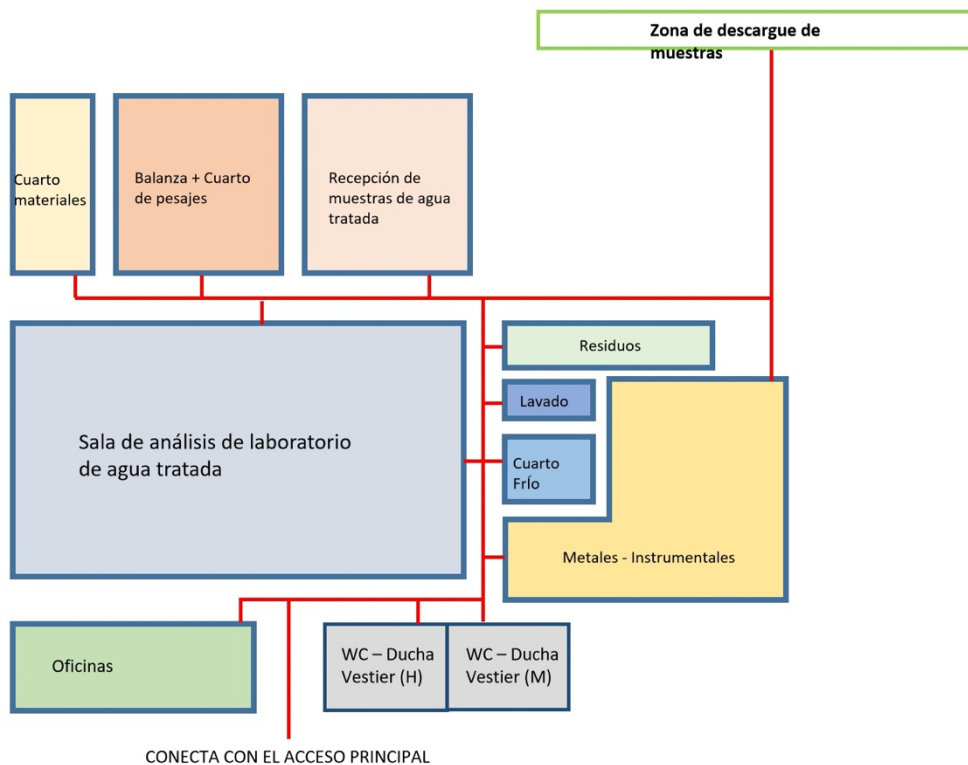 Zona de descargue de
muestras
Cuarto
materiales
Balanza + Cuarto
de pesajes
Recepción de
muestras de agua
tratada
Residuos
Lavado
Sala de análisis de laboratorio
de agua tratada
Cuarto
FrÍo
Metales - Instrumentales
Oficinas
WC – Ducha
Vestier (H)
WC – Ducha
Vestier (M)
CONECTA CON EL ACCESO PRINCIPAL